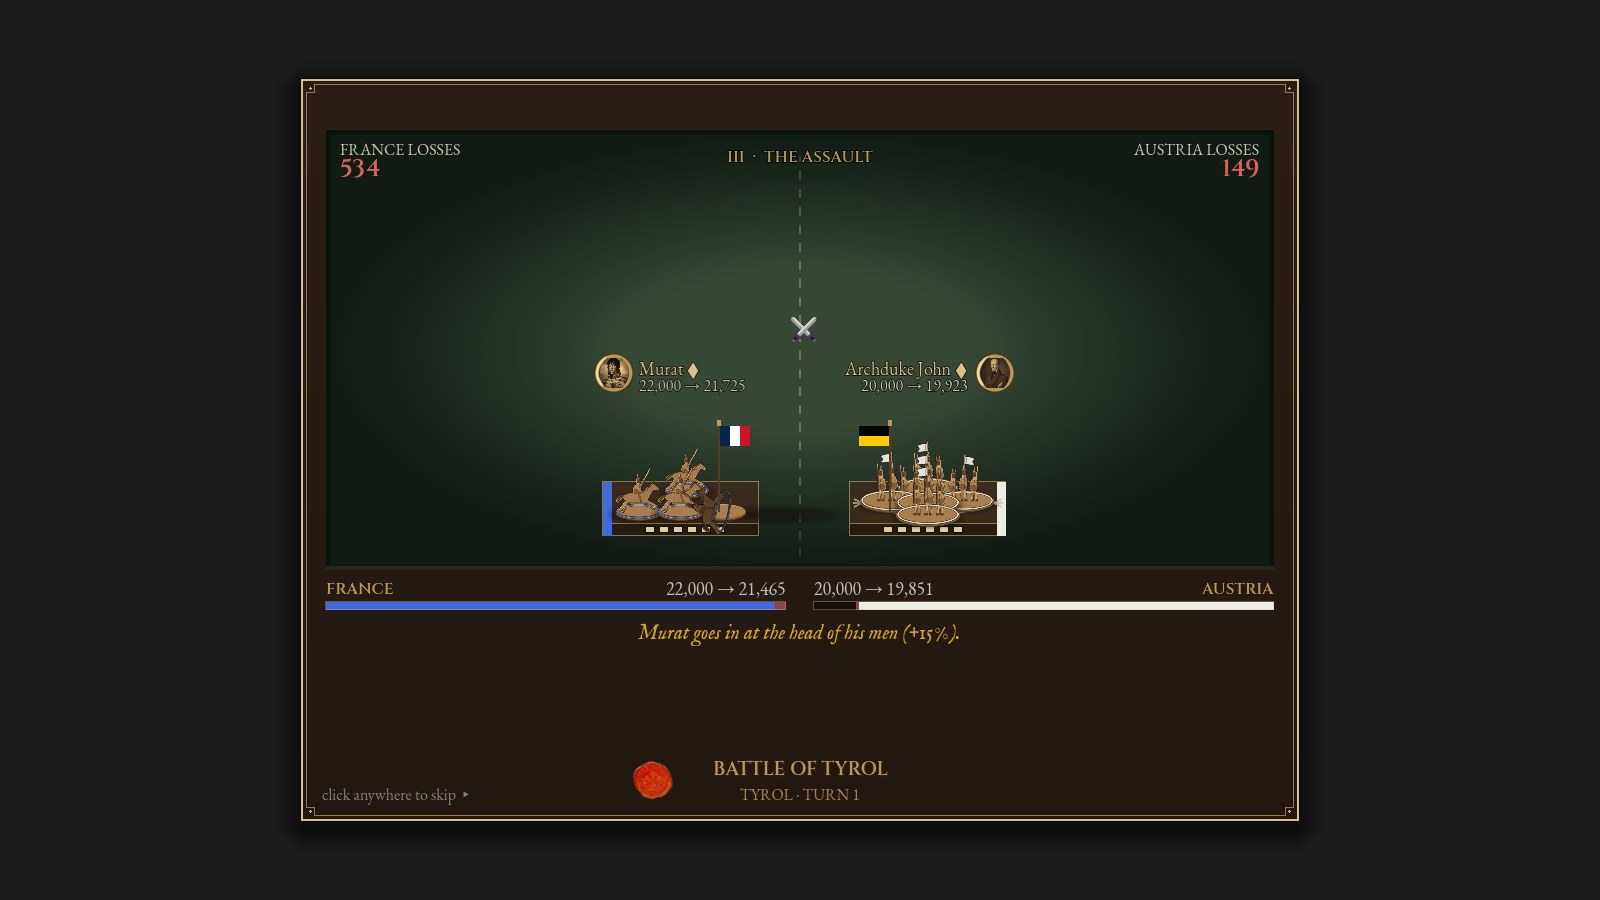 FRANCE LOSSES
534
III · THE ASSAULT
AUSTRIA LOSSES
149
Murat ♦
22,000 → 21,725
Archduke John ♦
20,000 → 19,923
FRANCE
22,000 → 21,465
20,000 → 19,851
AUSTRIA
Murat goes in at the head of his men (+15%).
BATTLE OF TYROL
TYROL · TURN 1
click anywhere to skip ▸